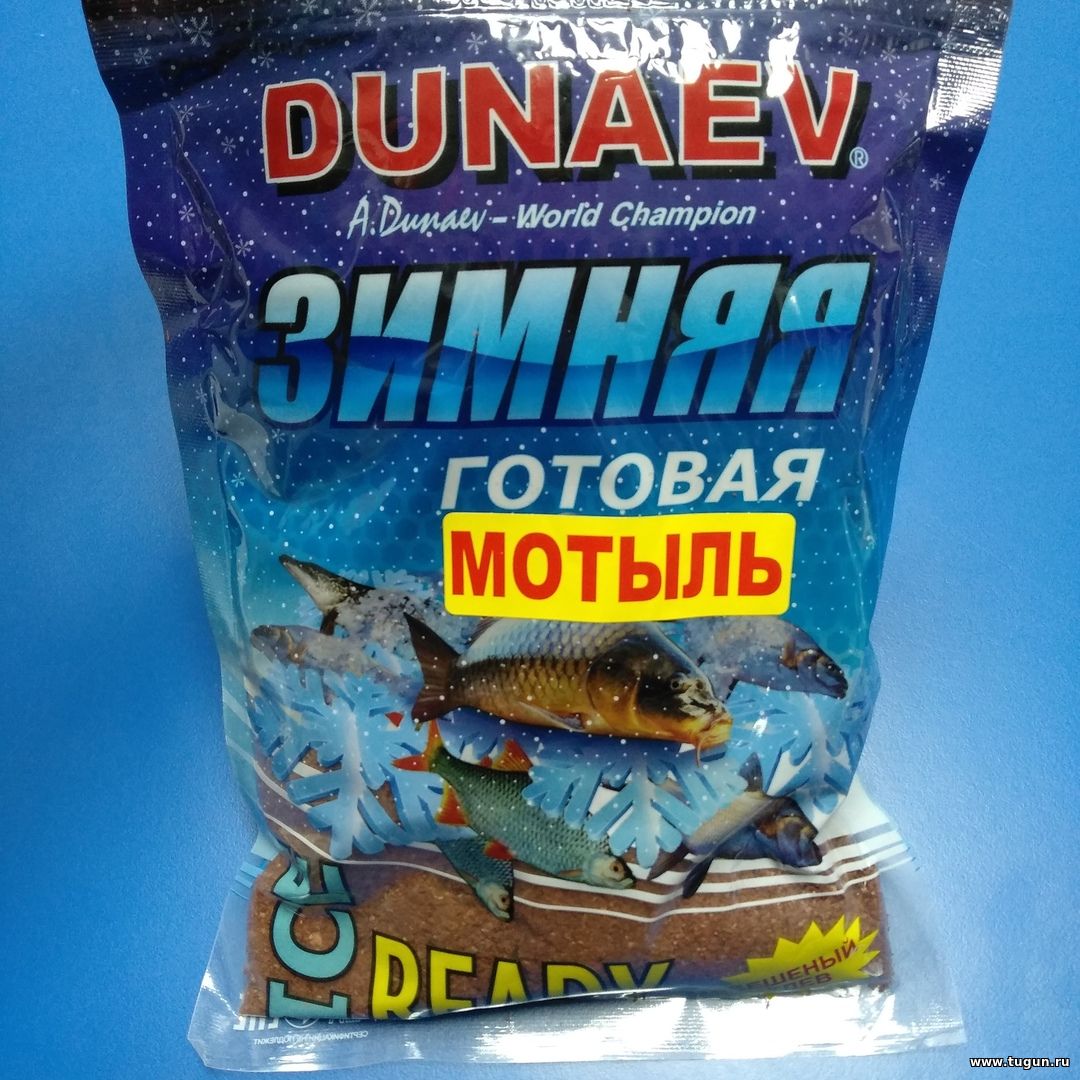 DUNAEV®
A.Dunaev – World Champion
ЗИМНЯЯ
ГОТОВАЯ
МОТЫЛЬ
ICE
READY
www.tugun.ru